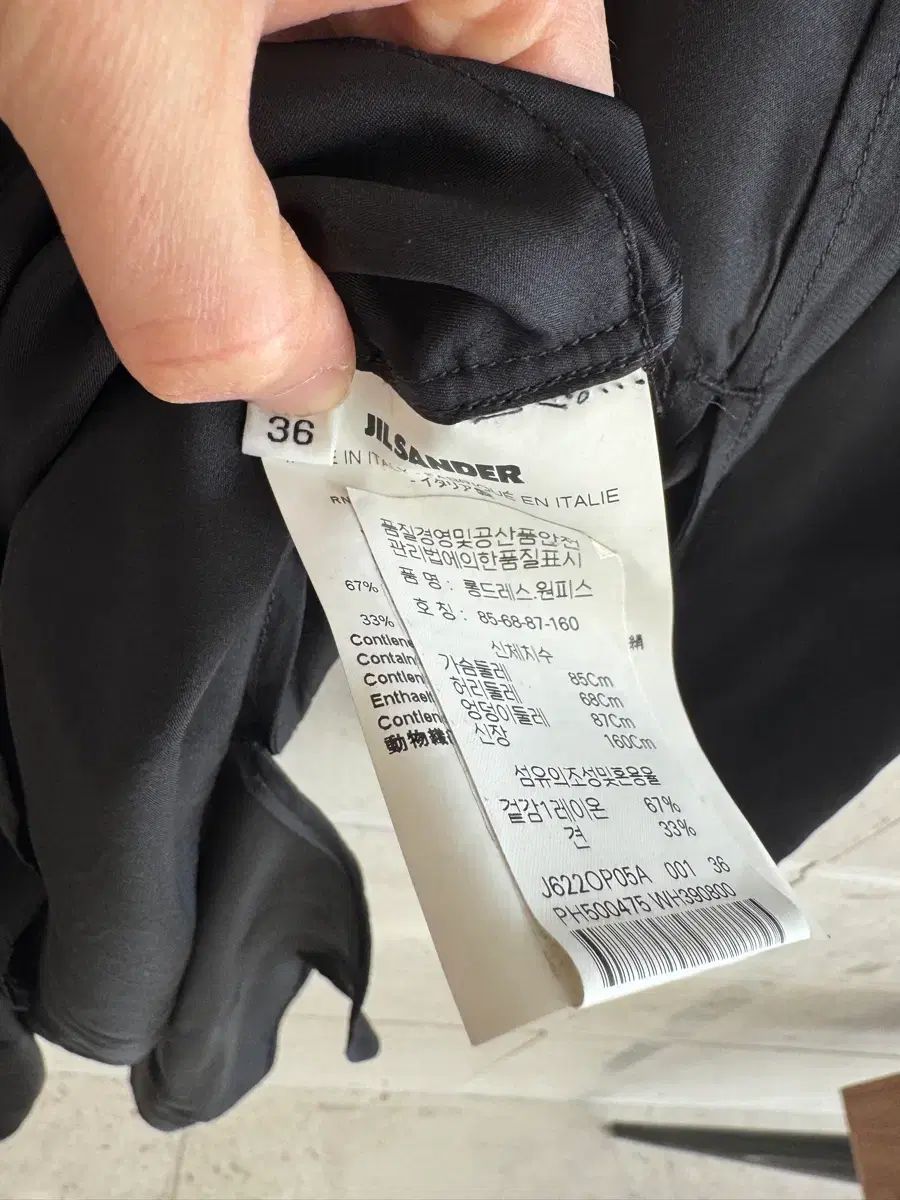 36
JIL SANDER
EN ITALIE
RN
67%
33%
絹
품질경영및공산품안전
관리법에의한품질표시
품 명 : 롱드레스.원피스
호 칭 : 85-68-87-160
신체치수
가슴둘레 85Cm
허리둘레 68Cm
엉덩이둘레 87Cm
신장 160Cm
섬유의조성및혼용율
겉감1레이온 67%
견 33%
J622OP05A 001 36
PH500475 WH390800